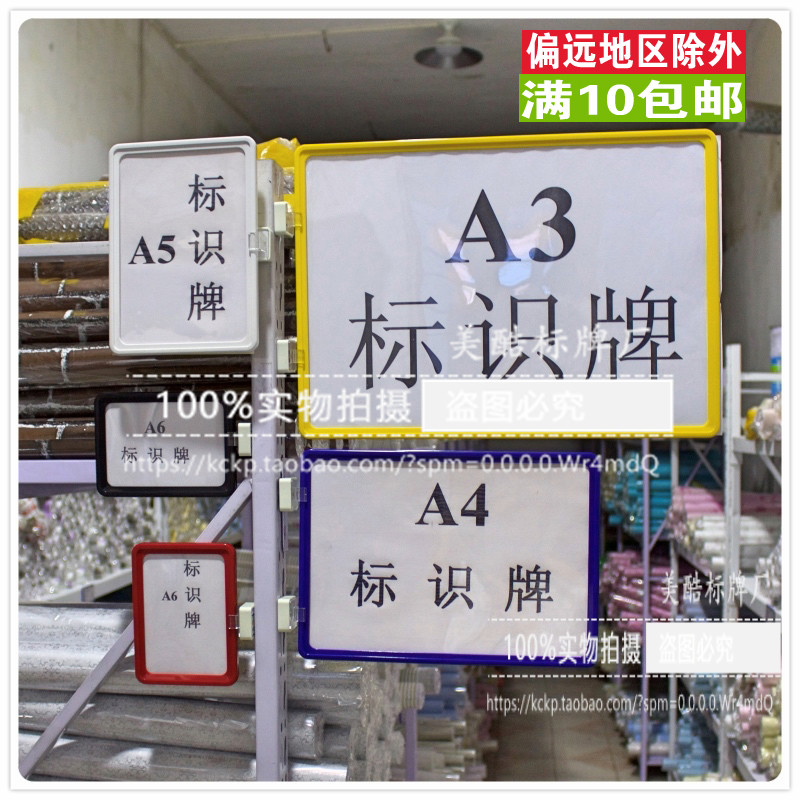 偏远地区除外
满10包邮
标
A5 识
牌
A3
标识牌
美酷标牌厂
100%实物拍摄 盗图必究
A6
标识牌
https://kckp.taobao.com/?spm=0.0.0.0.Wr4mdQ
A4
标识牌
标
A6 识
牌
美酷标牌厂
100%实物拍摄 盗图必究
https://kckp.taobao.com/?spm=0.0.0.0.Wr4mdQ